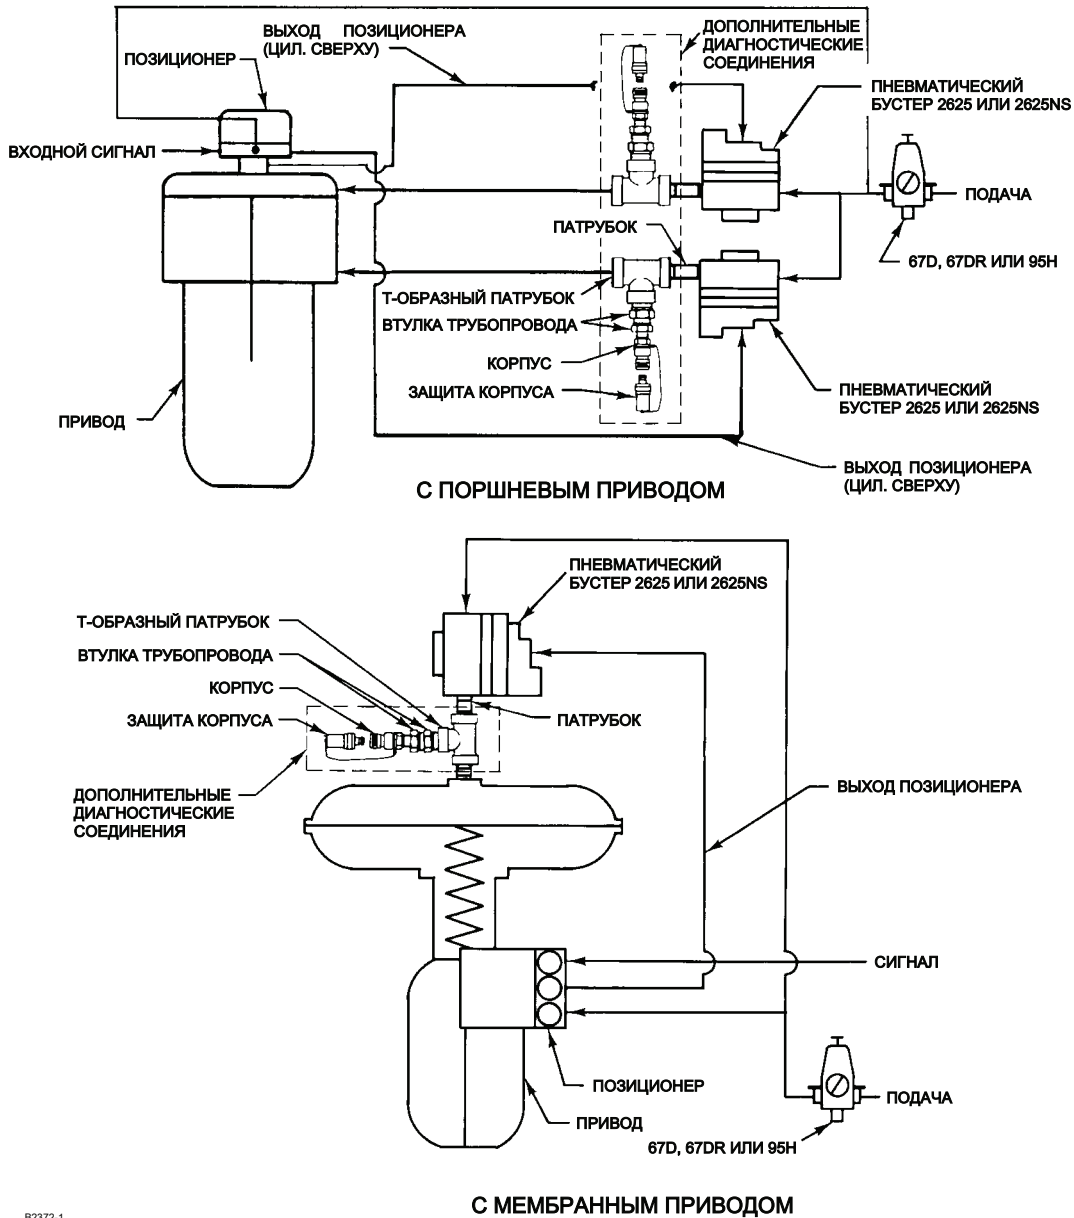 ВЫХОД ПОЗИЦИОНЕРА
(ЦИЛ. СВЕРХУ)
ДОПОЛНИТЕЛЬНЫЕ
ДИАГНОСТИЧЕСКИЕ
СОЕДИНЕНИЯ
ПОЗИЦИОНЕР
ПНЕВМАТИЧЕСКИЙ
БУСТЕР 2625 ИЛИ 2625NS
ВХОДНОЙ СИГНАЛ
ПОДАЧА
ПАТРУБОК
67D, 67DR ИЛИ 95H
Т-ОБРАЗНЫЙ ПАТРУБОК
ВТУЛКА ТРУБОПРОВОДА
КОРПУС
ЗАЩИТА КОРПУСА
ПНЕВМАТИЧЕСКИЙ
БУСТЕР 2625 ИЛИ 2625NS
ПРИВОД
ВЫХОД ПОЗИЦИОНЕРА
(ЦИЛ. СВЕРХУ)
С ПОРШНЕВЫМ ПРИВОДОМ
ПНЕВМАТИЧЕСКИЙ
БУСТЕР 2625 ИЛИ 2625NS
Т-ОБРАЗНЫЙ ПАТРУБОК
ВТУЛКА ТРУБОПРОВОДА
КОРПУС
ЗАЩИТА КОРПУСА
ПАТРУБОК
ДОПОЛНИТЕЛЬНЫЕ
ДИАГНОСТИЧЕСКИЕ
СОЕДИНЕНИЯ
ВЫХОД ПОЗИЦИОНЕРА
СИГНАЛ
ПОЗИЦИОНЕР
ПОДАЧА
ПРИВОД
67D, 67DR ИЛИ 95H
С МЕМБРАННЫМ ПРИВОДОМ
B2372-1